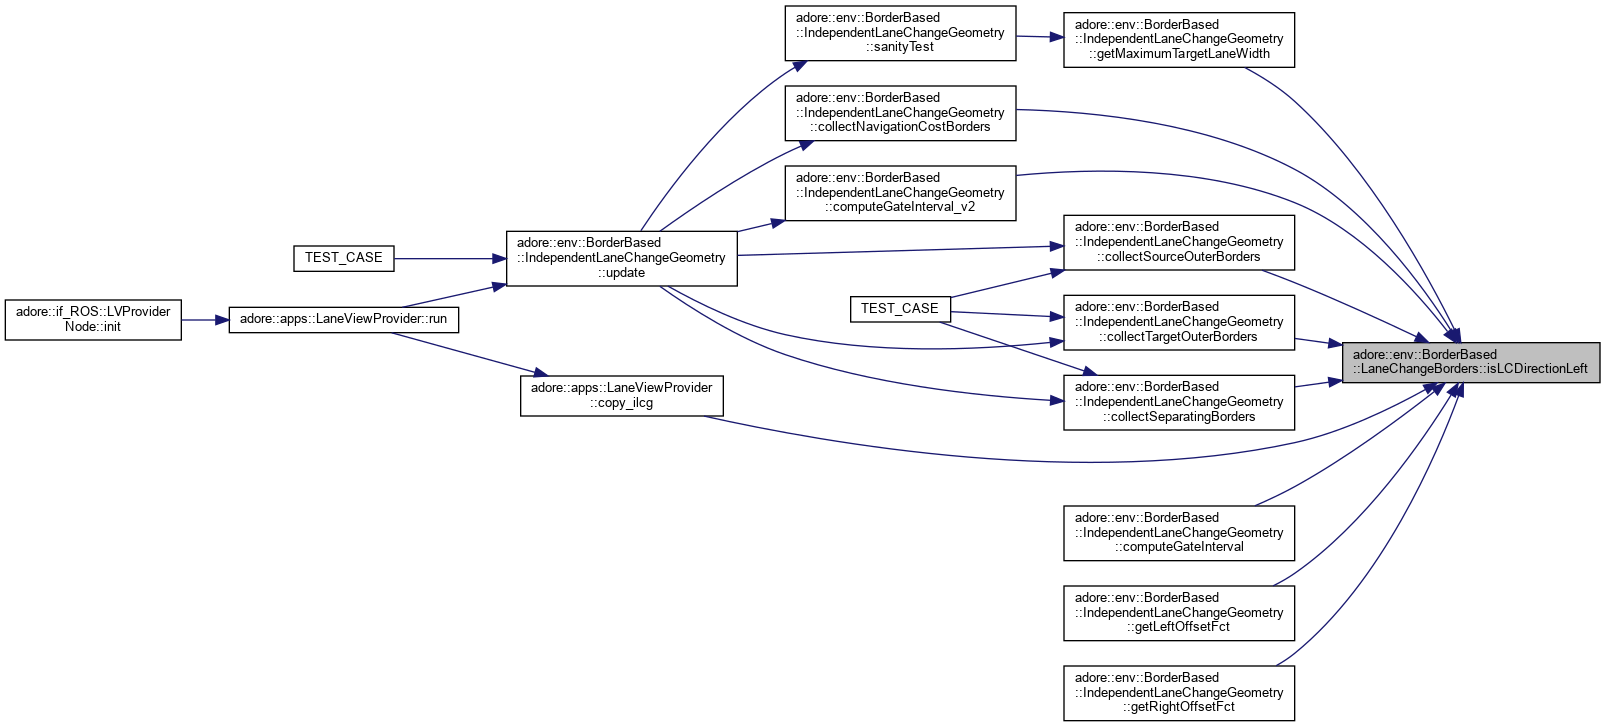 adore::env::BorderBased
::IndependentLaneChangeGeometry
::sanityTest
adore::env::BorderBased
::IndependentLaneChangeGeometry
::getMaximumTargetLaneWidth
adore::env::BorderBased
::IndependentLaneChangeGeometry
::collectNavigationCostBorders
adore::env::BorderBased
::IndependentLaneChangeGeometry
::computeGateInterval_v2
adore::env::BorderBased
::IndependentLaneChangeGeometry
::collectSourceOuterBorders
adore::env::BorderBased
::IndependentLaneChangeGeometry
::update
TEST_CASE
adore::if_ROS::LVProvider
Node::init
adore::apps::LaneViewProvider::run
TEST_CASE
adore::env::BorderBased
::IndependentLaneChangeGeometry
::collectTargetOuterBorders
adore::env::BorderBased
::LaneChangeBorders::isLCDirectionLeft
adore::apps::LaneViewProvider
::copy_ilcg
adore::env::BorderBased
::IndependentLaneChangeGeometry
::collectSeparatingBorders
adore::env::BorderBased
::IndependentLaneChangeGeometry
::computeGateInterval
adore::env::BorderBased
::IndependentLaneChangeGeometry
::getLeftOffsetFct
adore::env::BorderBased
::IndependentLaneChangeGeometry
::getRightOffsetFct